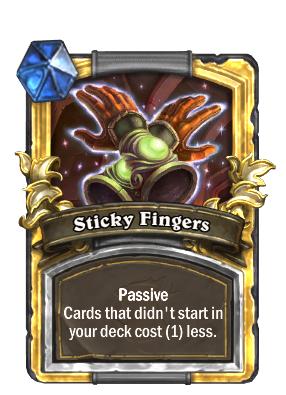 Sticky Fingers
Passive
Cards that didn't start in
your deck cost (1) less.